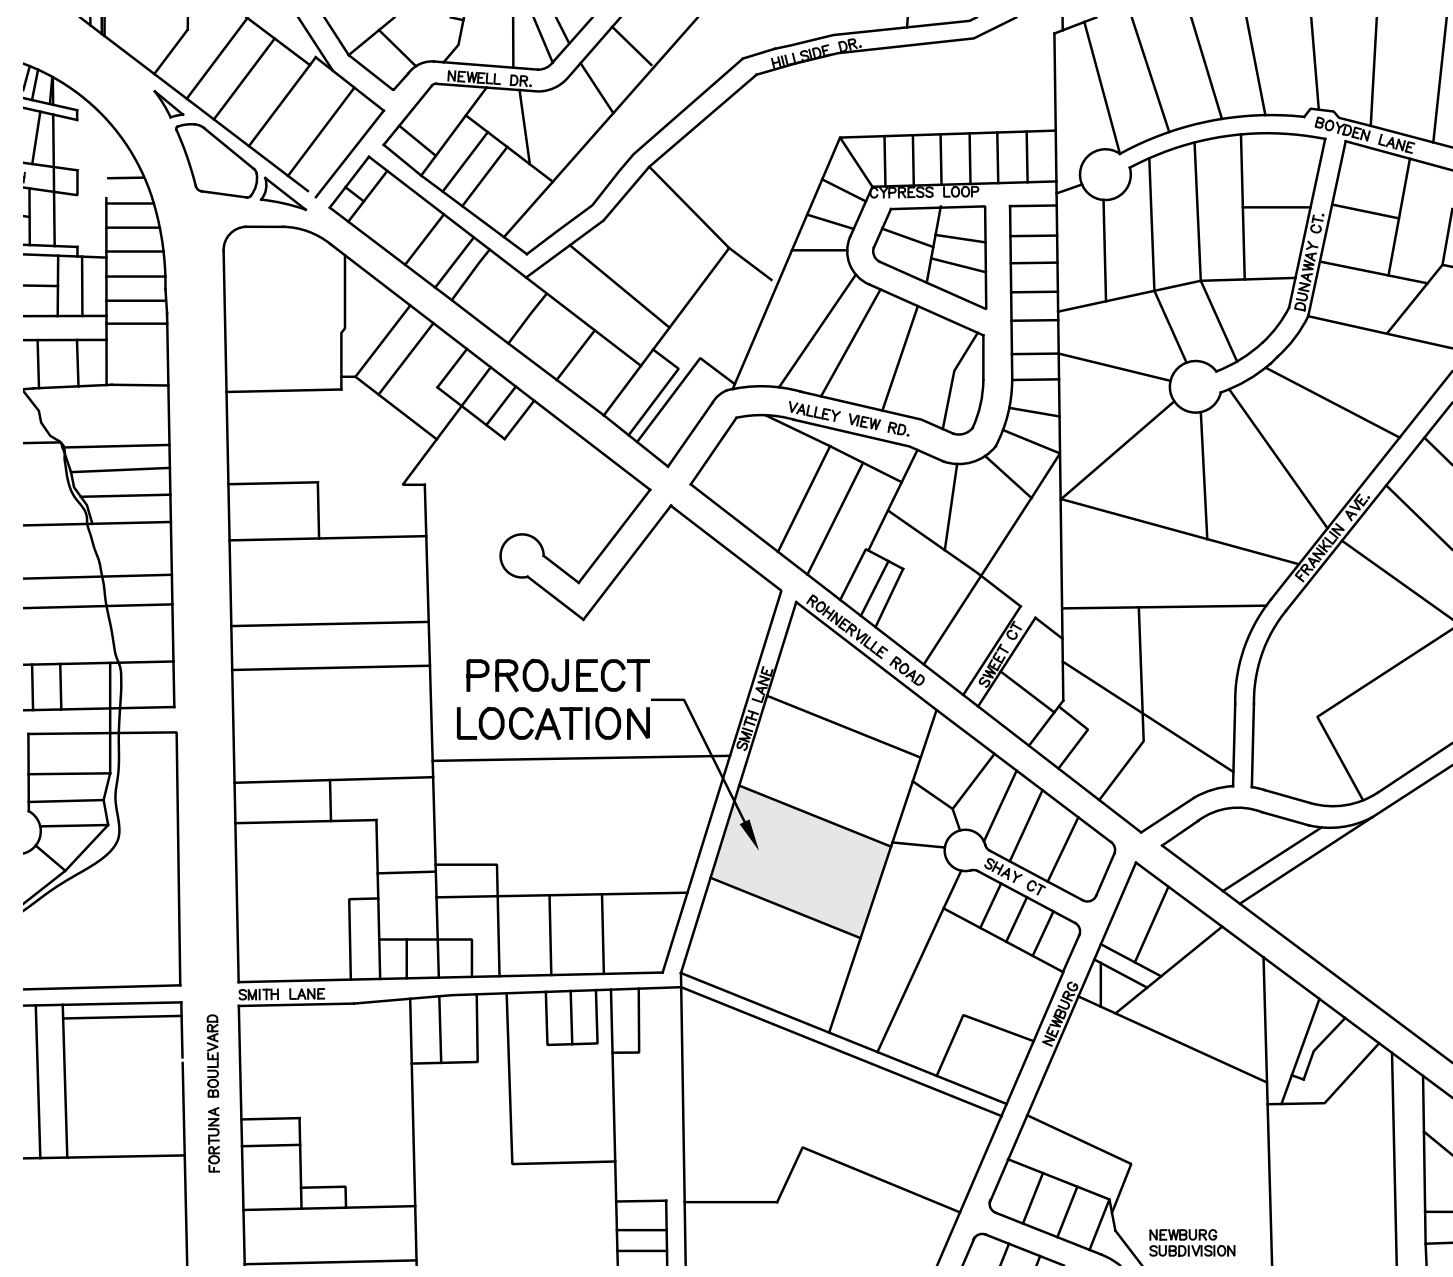 NEWELL DR.
HILLSIDE DR.
BOYDEN LANE
CYPRESS LOOP
DUNAWAY CT.
VALLEY VIEW RD.
FRANKLIN AVE.
ROHNERVILLE ROAD
SWEET CT
PROJECT
LOCATION
SMITH LANE
SHAY CT
SMITH LANE
NEWBURG
FORTUNA BOULEVARD
NEWBURG
SUBDIVISION